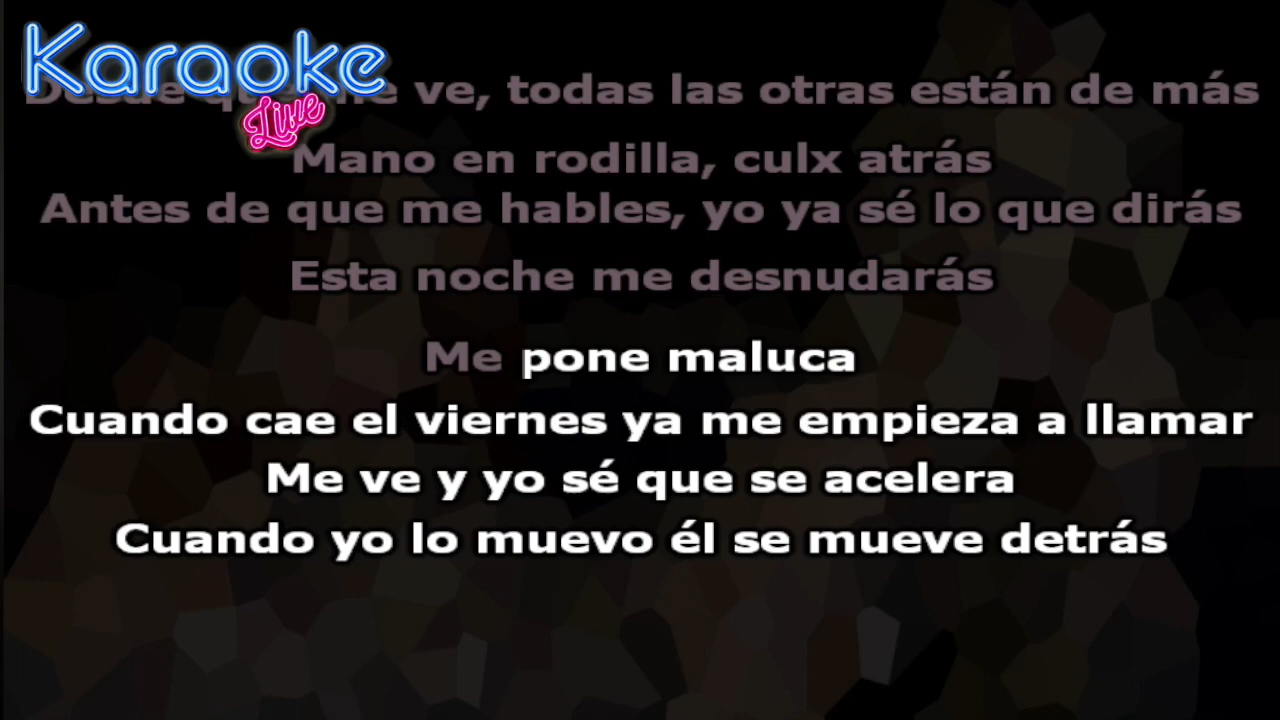 Karaoke
Live
Desde que me ve, todas las otras están de más
Mano en rodilla, culx atrás
Antes de que me hables, yo ya sé lo que dirás
Esta noche me desnudarás
Me pone maluca
Cuando cae el viernes ya me empieza a llamar
Me ve y yo sé que se acelera
Cuando yo lo muevo él se mueve detrás